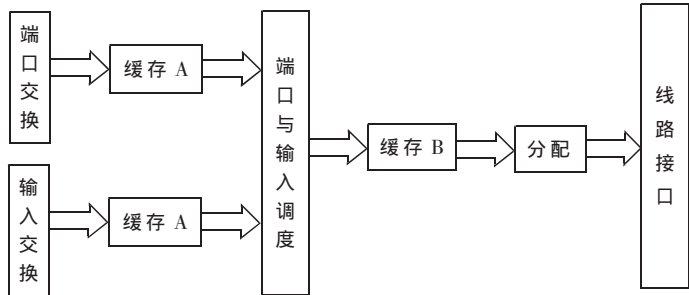 端口交换
缓存 A
输入交换
缓存 A
端口与输入调度
缓存 B
分配
线路接口